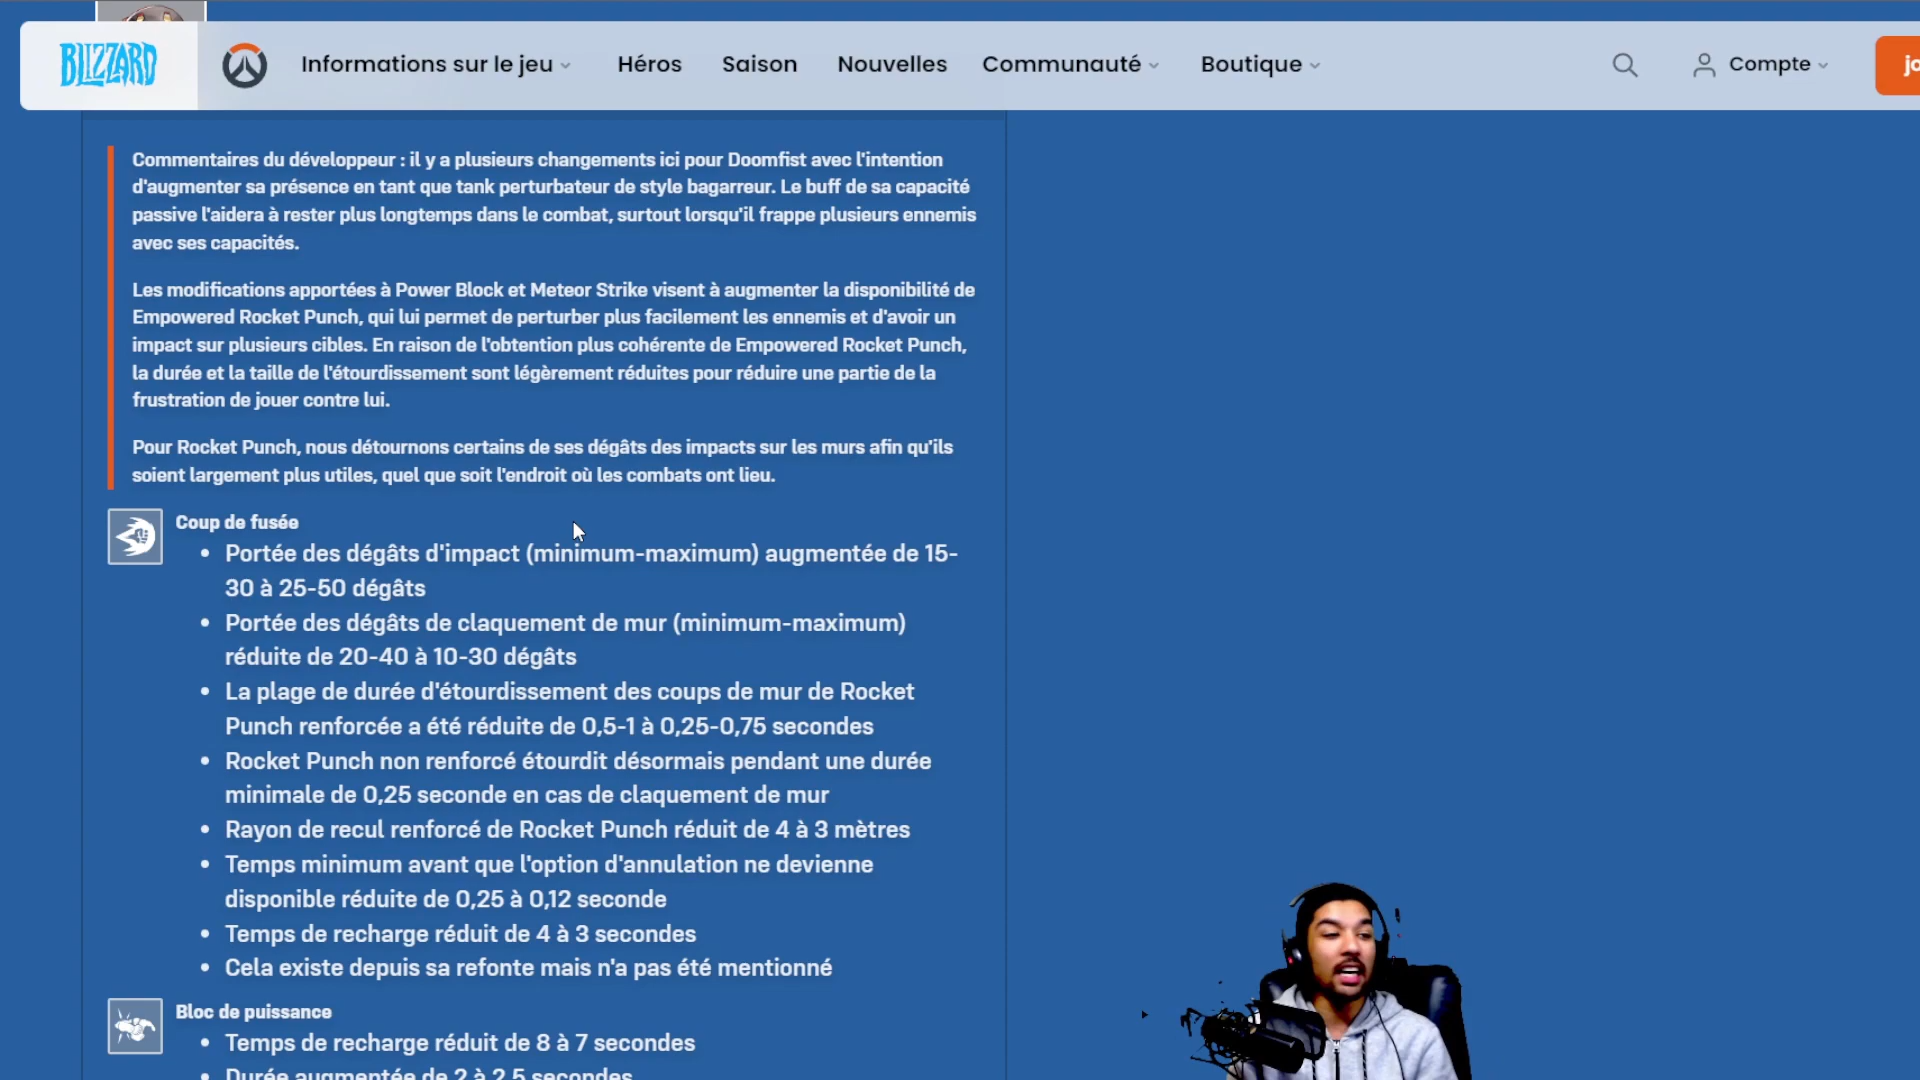 BLIZZARD
Informations sur le jeu
Héros
Saison
Nouvelles
Communauté
Boutique
Compte
jo
Commentaires du développeur : il y a plusieurs changements ici pour Doomfist avec l'intention
d'augmenter sa présence en tant que tank perturbateur de style bagarreur. Le buff de sa capacité
passive l'aidera à rester plus longtemps dans le combat, surtout lorsqu'il frappe plusieurs ennemis
avec ses capacités.
Les modifications apportées à Power Block et Meteor Strike visent à augmenter la disponibilité de
Empowered Rocket Punch, qui lui permet de perturber plus facilement les ennemis et d'avoir un
impact sur plusieurs cibles. En raison de l'obtention plus cohérente de Empowered Rocket Punch,
la durée et la taille de l'étourdissement sont légèrement réduites pour réduire une partie de la
frustration de jouer contre lui.
Pour Rocket Punch, nous détournons certains de ses dégâts des impacts sur les murs afin qu'ils
soient largement plus utiles, quel que soit l'endroit où les combats ont lieu.
Coup de fusée
• Portée des dégâts d'impact (minimum-maximum) augmentée de 15-
30 à 25-50 dégâts
• Portée des dégâts de claquement de mur (minimum-maximum)
réduite de 20-40 à 10-30 dégâts
• La plage de durée d'étourdissement des coups de mur de Rocket
Punch renforcée a été réduite de 0,5-1 à 0,25-0,75 secondes
• Rocket Punch non renforcé étourdit désormais pendant une durée
minimale de 0,25 seconde en cas de claquement de mur
• Rayon de recul renforcé de Rocket Punch réduit de 4 à 3 mètres
• Temps minimum avant que l'option d'annulation ne devienne
disponible réduite de 0,25 à 0,12 seconde
• Temps de recharge réduit de 4 à 3 secondes
• Cela existe depuis sa refonte mais n'a pas été mentionné
Bloc de puissance
• Temps de recharge réduit de 8 à 7 secondes
• Durée augmentée de 2 à 2,5 secondes